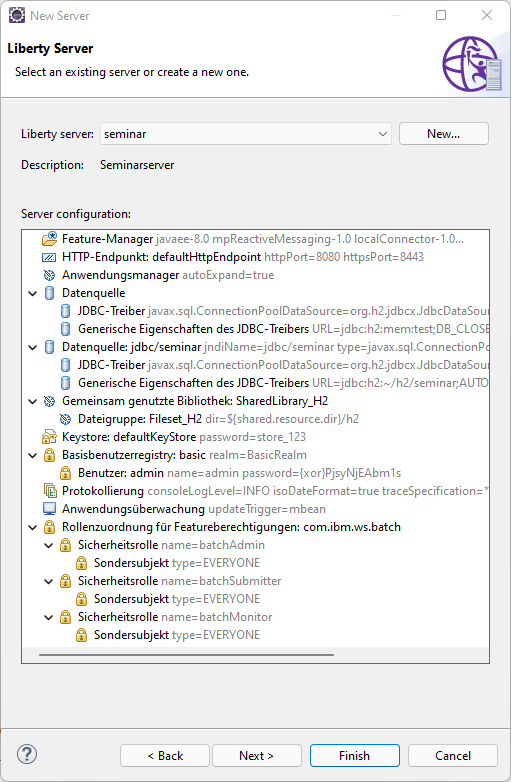 New Server
Liberty Server
Select an existing server or create a new one.
Liberty server: seminar New...
Description: Seminarserver
Server configuration:
Feature-Manager javaee-8.0 mpReactiveMessaging-1.0 localConnector-1.0...
HTTP-Endpunkt: defaultHttpEndpoint httpPort=8080 httpsPort=8443
Anwendungsmanager autoExpand=true
Datenquelle
JDBC-Treiber javax.sql.ConnectionPoolDataSource=org.h2.jdbcx.JdbcDataSour
Generische Eigenschaften des JDBC-Treibers URL=jdbc:h2:mem:test;DB_CLOSE
Datenquelle: jdbc/seminar jndiName=jdbc/seminar type=javax.sql.ConnectionPo
JDBC-Treiber javax.sql.ConnectionPoolDataSource=org.h2.jdbcx.JdbcDataSour
Generische Eigenschaften des JDBC-Treibers URL=jdbc:h2:~/h2/seminar;AUTO
Gemeinsam genutzte Bibliothek: SharedLibrary_H2
Dateigruppe: Fileset_H2 dir=${shared.resource.dir}/h2
Keystore: defaultKeyStore password=store_123
Basisbenutzerregistry: basic realm=BasicRealm
Benutzer: admin name=admin password={xor}PjsyNjEAbm1s
Protokollierung consoleLogLevel=INFO isoDateFormat=true traceSpecification=*
Anwendungsüberwachung updateTrigger=mbean
Rollenzuordnung für Featureberechtigungen: com.ibm.ws.batch
Sicherheitsrolle name=batchAdmin
Sondersubjekt type=EVERYONE
Sicherheitsrolle name=batchSubmitter
Sondersubjekt type=EVERYONE
Sicherheitsrolle name=batchMonitor
Sondersubjekt type=EVERYONE
? < Back Next > Finish Cancel